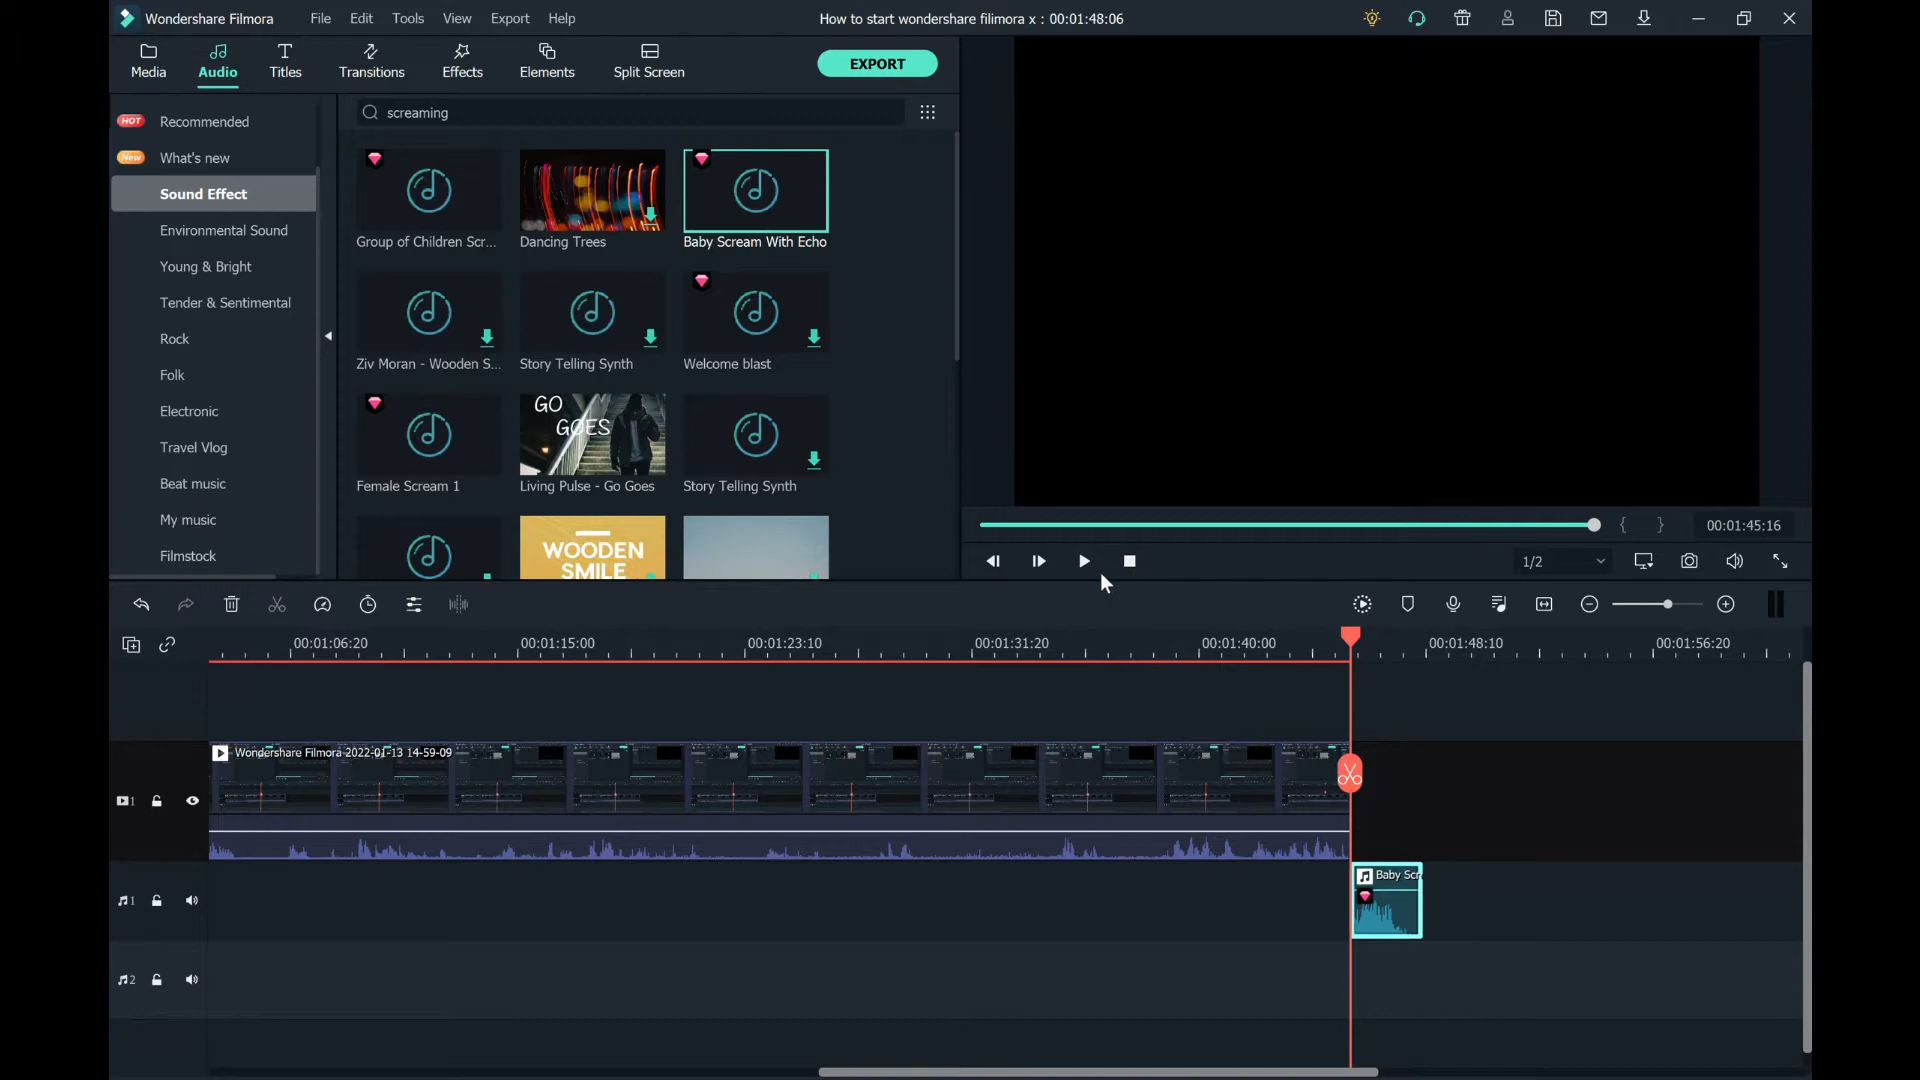 Wondershare Filmora
File
Edit
Tools
View
Export
Help
How to start wondershare filimora x : 00:01:48:06
Media
Audio
Titles
Transitions
Effects
Elements
Split Screen
EXPORT
HOT
Recommended
New
What's new
Sound Effect
Environmental Sound
Young & Bright
Tender & Sentimental
Rock
Folk
Electronic
Travel Vlog
Beat music
My music
Filmstock
screaming
Group of Children Scr...
Dancing Trees
Baby Scream With Echo
Ziv Moran - Wooden S...
Story Telling Synth
Welcome blast
GO
GOES
Female Scream 1
Living Pulse - Go Goes
Story Telling Synth
WOODEN
SMILE
{ }
00:01:45:16
1/2
00:01:06:20
00:01:15:00
00:01:23:10
00:01:31:20
00:01:40:00
00:01:48:10
00:01:56:20
Wondershare Filmora 2022-01-13 14-59-09
1
Baby Scr
1
2